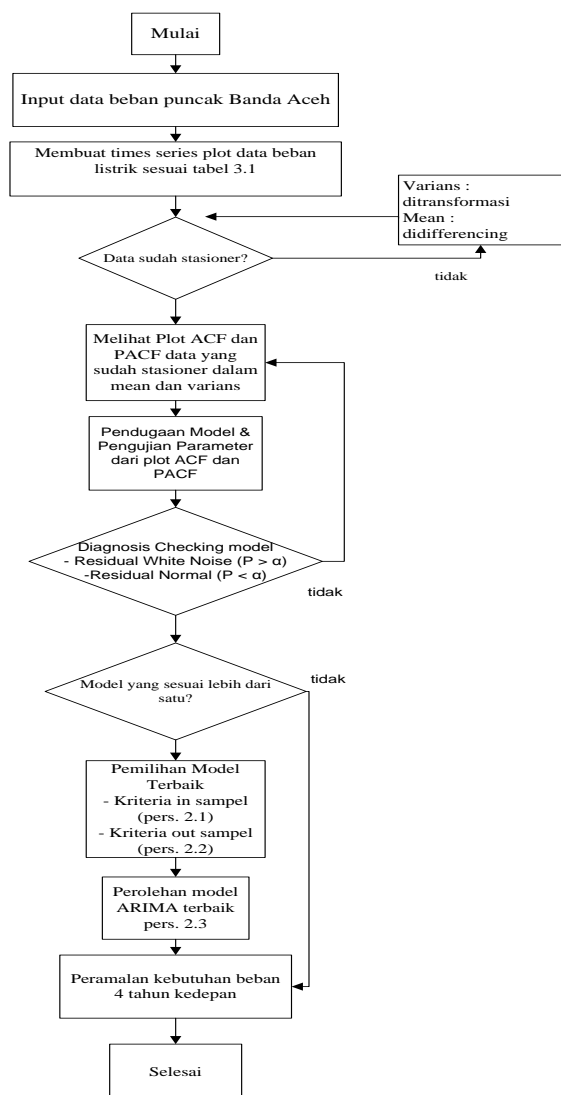 Mulai
Input data beban puncak Banda Aceh
Membuat times series plot data beban
listrik sesuai tabel 3.1
Varians :
ditransformasi
Mean :
didifferencing
Data sudah stasioner?
tidak
Melihat Plot ACF dan
PACF data yang
sudah stasioner dalam
mean dan varians
Pendugaan Model &
Pengujian Parameter
dari plot ACF dan
PACF
Diagnosis Checking model
- Residual White Noise (P > α)
-Residual Normal (P < α)
tidak
Model yang sesuai lebih dari
satu?
tidak
Pemilihan Model
Terbaik
- Kriteria in sampel
(pers. 2.1)
- Kriteria out sampel
(pers. 2.2)
Perolehan model
ARIMA terbaik
pers. 2.3
Peramalan kebutuhan beban
4 tahun kedepan
Selesai